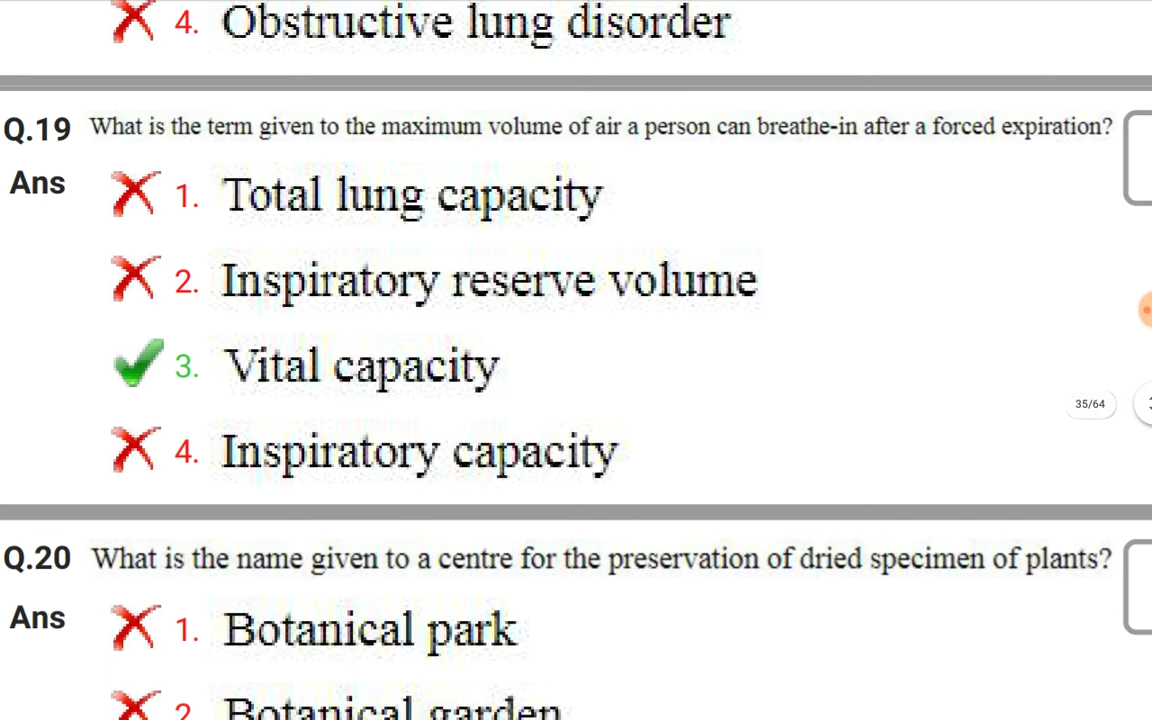 4. Obstructive lung disorder
Q.19 What is the term given to the maximum volume of air a person can breathe-in after a forced expiration?
Ans 1. Total lung capacity
2. Inspiratory reserve volume
3. Vital capacity
35/64
4. Inspiratory capacity
Q.20 What is the name given to a centre for the preservation of dried specimen of plants?
Ans 1. Botanical park
2. Botanical garden